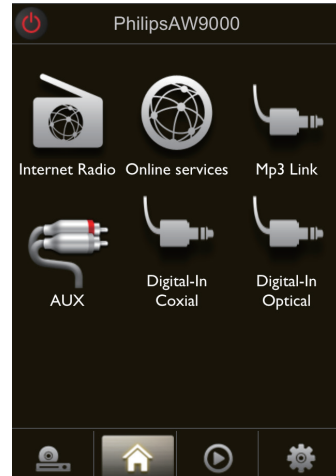 PhilipsAW9000
Internet Radio Online services Mp3 Link
AUX Digital-In Digital-In
Coxial Optical